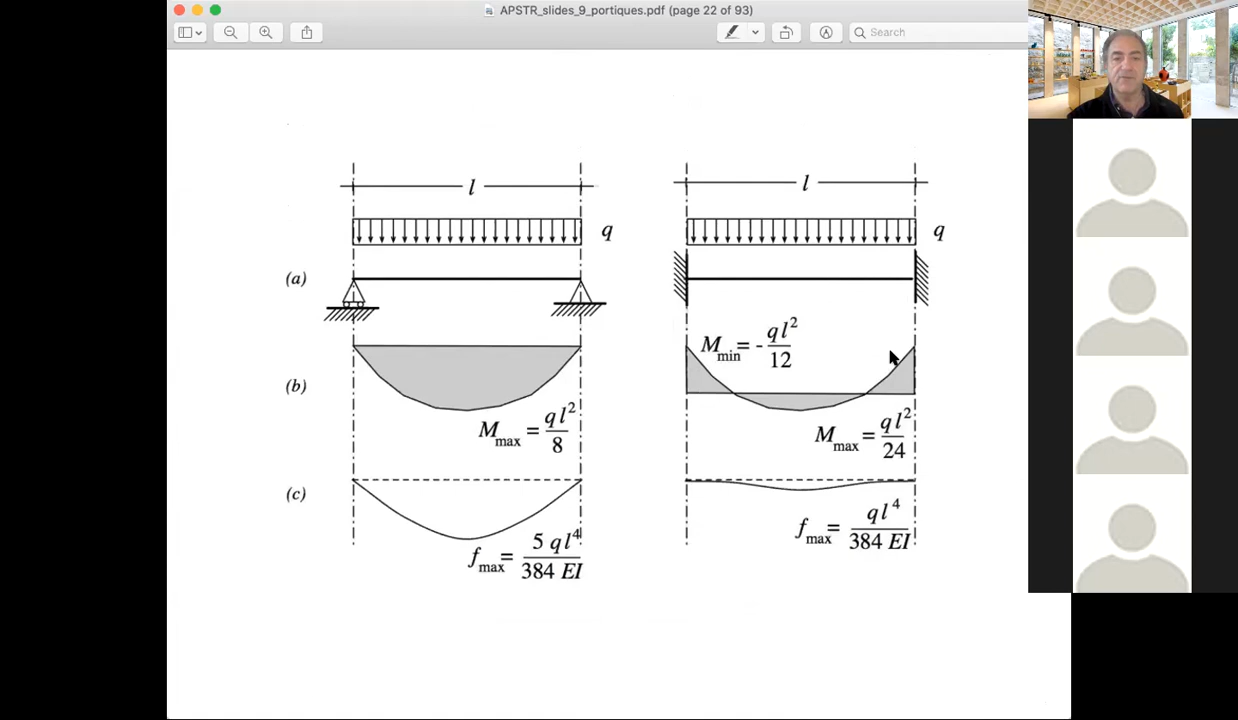 APSTR_slides_9_portiques.pdf (page 22 of 93)
Search
l
l
q
q
(a)
M_min = - ql²/12
(b)
M_max = ql²/8
M_max = ql²/24
(c)
f_max = 5 ql⁴/384 EI
f_max = ql⁴/384 EI